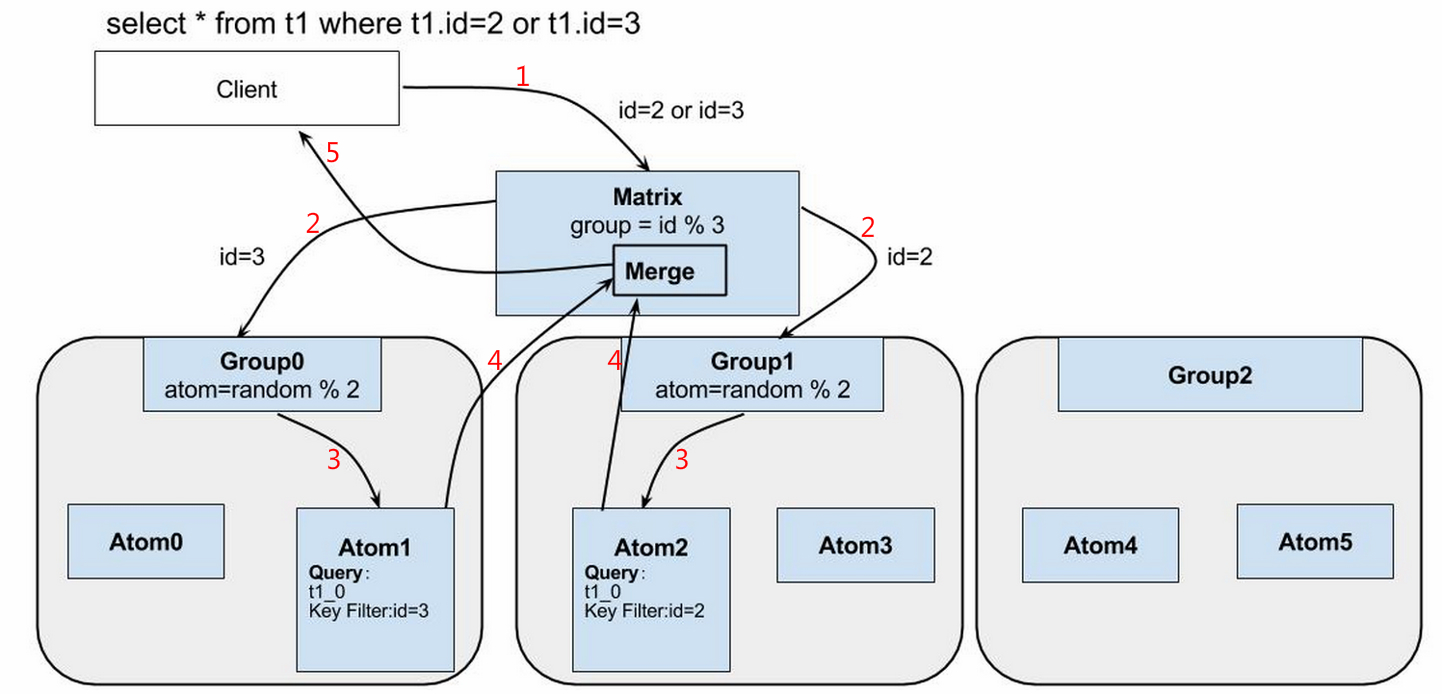 select * from t1 where t1.id=2 or t1.id=3
Client
1
id=2 or id=3
5
Matrix
group = id % 3
Merge
2
id=3
2
id=2
Group0
atom=random % 2
4
4
Group1
atom=random % 2
Group2
3
3
Atom0
Atom1
Query:
t1_0
Key Filter:id=3
Atom2
Query:
t1_0
Key Filter:id=2
Atom3
Atom4
Atom5